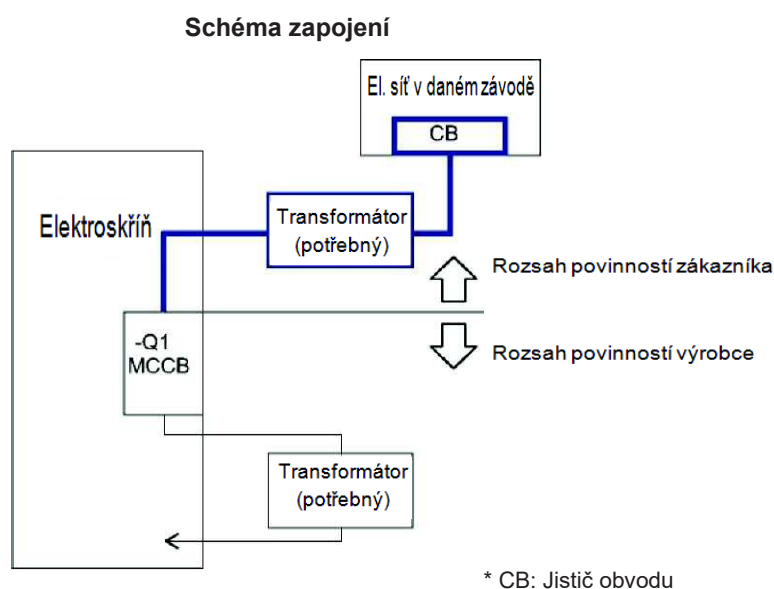 Schéma zapojení
El. síť v daném závodě
CB
Elektroskříň
Transformátor
(potřebný)
Rozsah povinností zákazníka
-Q1
MCCB
Rozsah povinností výrobce
Transformátor
(potřebný)
* CB: Jistič obvodu